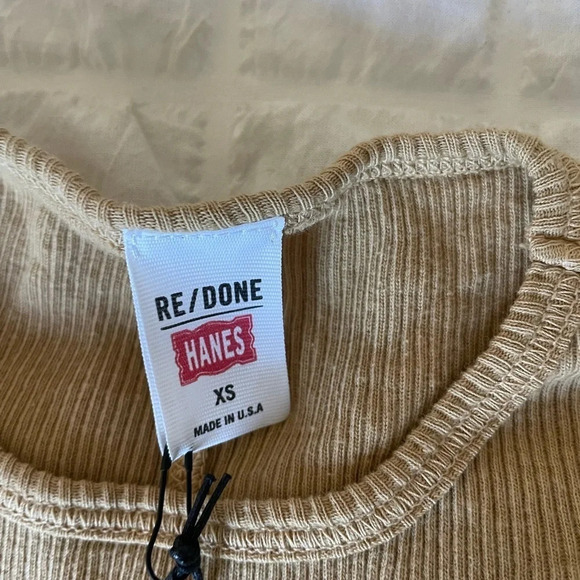 RE/DONE
HANES
XS
MADE IN U.S.A